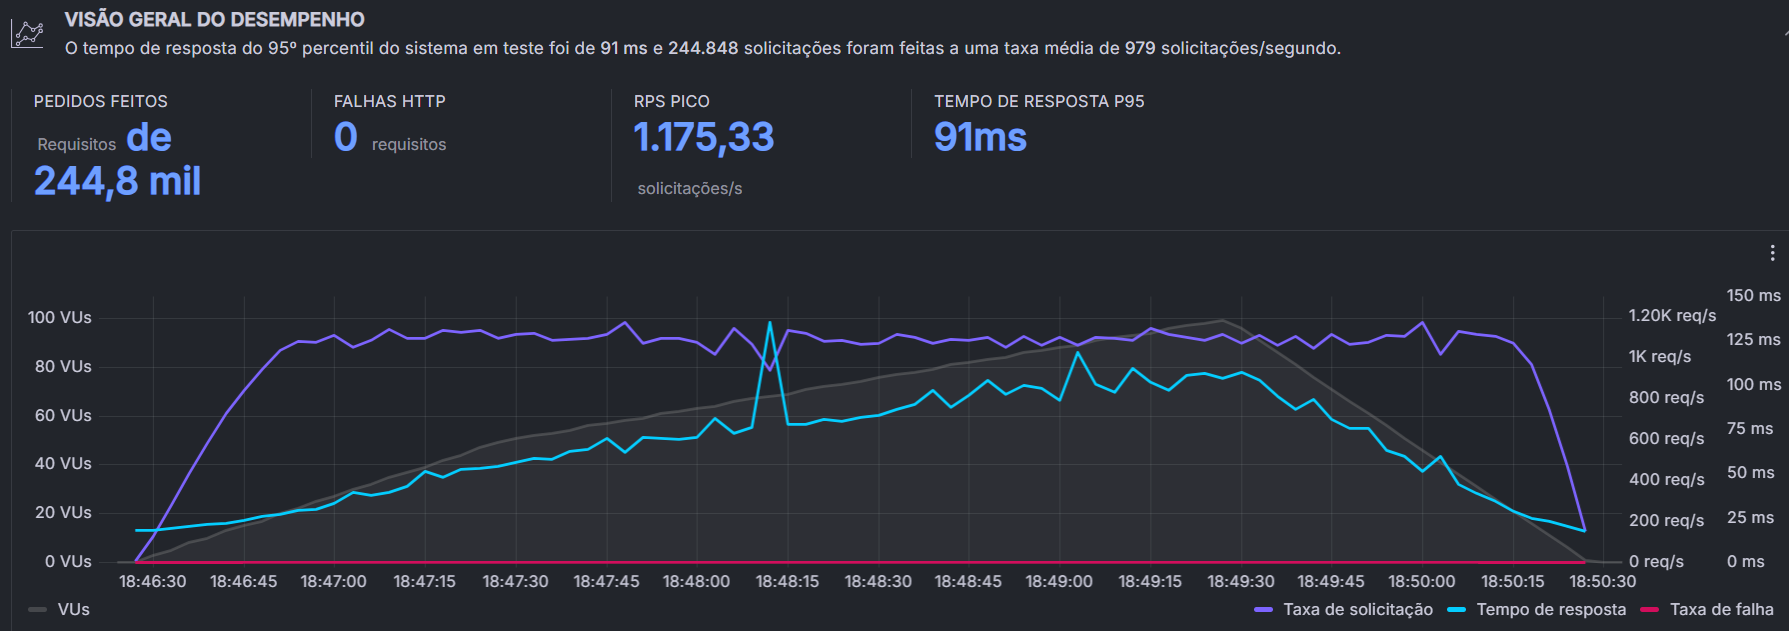 VISÃO GERAL DO DESEMPENHO
O tempo de resposta do 95º percentil do sistema em teste foi de 91 ms e 244.848 solicitações foram feitas a uma taxa média de 979 solicitações/segundo.
PEDIDOS FEITOS
Requisitos de
244,8 mil
FALHAS HTTP
0 requisitos
RPS PICO
1.175,33
solicitações/s
TEMPO DE RESPOSTA P95
91ms
100 VUs
80 VUs
60 VUs
40 VUs
20 VUs
0 VUs
1.20K req/s
1K req/s
800 req/s
600 req/s
400 req/s
200 req/s
0 req/s
150 ms
125 ms
100 ms
75 ms
50 ms
25 ms
0 ms
18:46:30 18:46:45 18:47:00 18:47:15 18:47:30 18:47:45 18:48:00 18:48:15 18:48:30 18:48:45 18:49:00 18:49:15 18:49:30 18:49:45 18:50:00 18:50:15 18:50:30
VUs Taxa de solicitação Tempo de resposta Taxa de falha